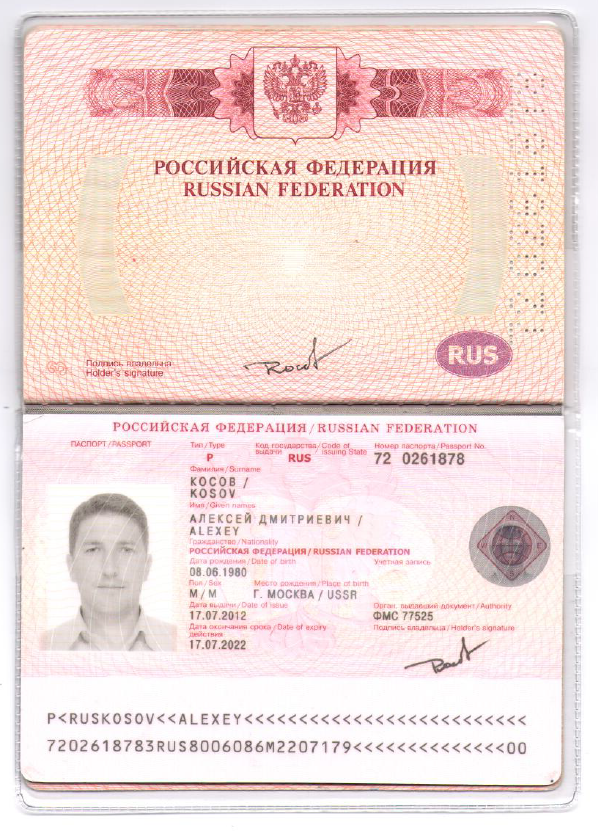 РОССИЙСКАЯ ФЕДЕРАЦИЯ
RUSSIAN FEDERATION
RUS
Подпись владельца
Holder's signature
РОССИЙСКАЯ ФЕДЕРАЦИЯ / RUSSIAN FEDERATION
ПАСПОРТ / PASSPORT
Тип / Type
Код государства / Code of
выдачи issuing State
Номер паспорта / Passport No.
P RUS 72 0261878
Фамилия / Surname
КОСОВ /
KOSOV
Имя / Given names
АЛЕКСЕЙ ДМИТРИЕВИЧ /
ALEXEY
Гражданство / Nationality
РОССИЙСКАЯ ФЕДЕРАЦИЯ / RUSSIAN FEDERATION
Дата рождения / Date of birth Учетная запись
08.06.1980
Пол / Sex Место рождения / Place of birth
М / M Г. МОСКВА / USSR
Дата выдачи / Date of issue Орган, выдавший документ / Authority
17.07.2012 ФМС 77525
Дата окончания срока / Date of expiry Подпись владельца / Holder's signature
действия
17.07.2022
P<RUSKOSOV<<ALEXEY<<<<<<<<<<<<<<<<<<<<<<<<<<
7202618783RUS8006086M2207179<<<<<<<<<<<<<<00